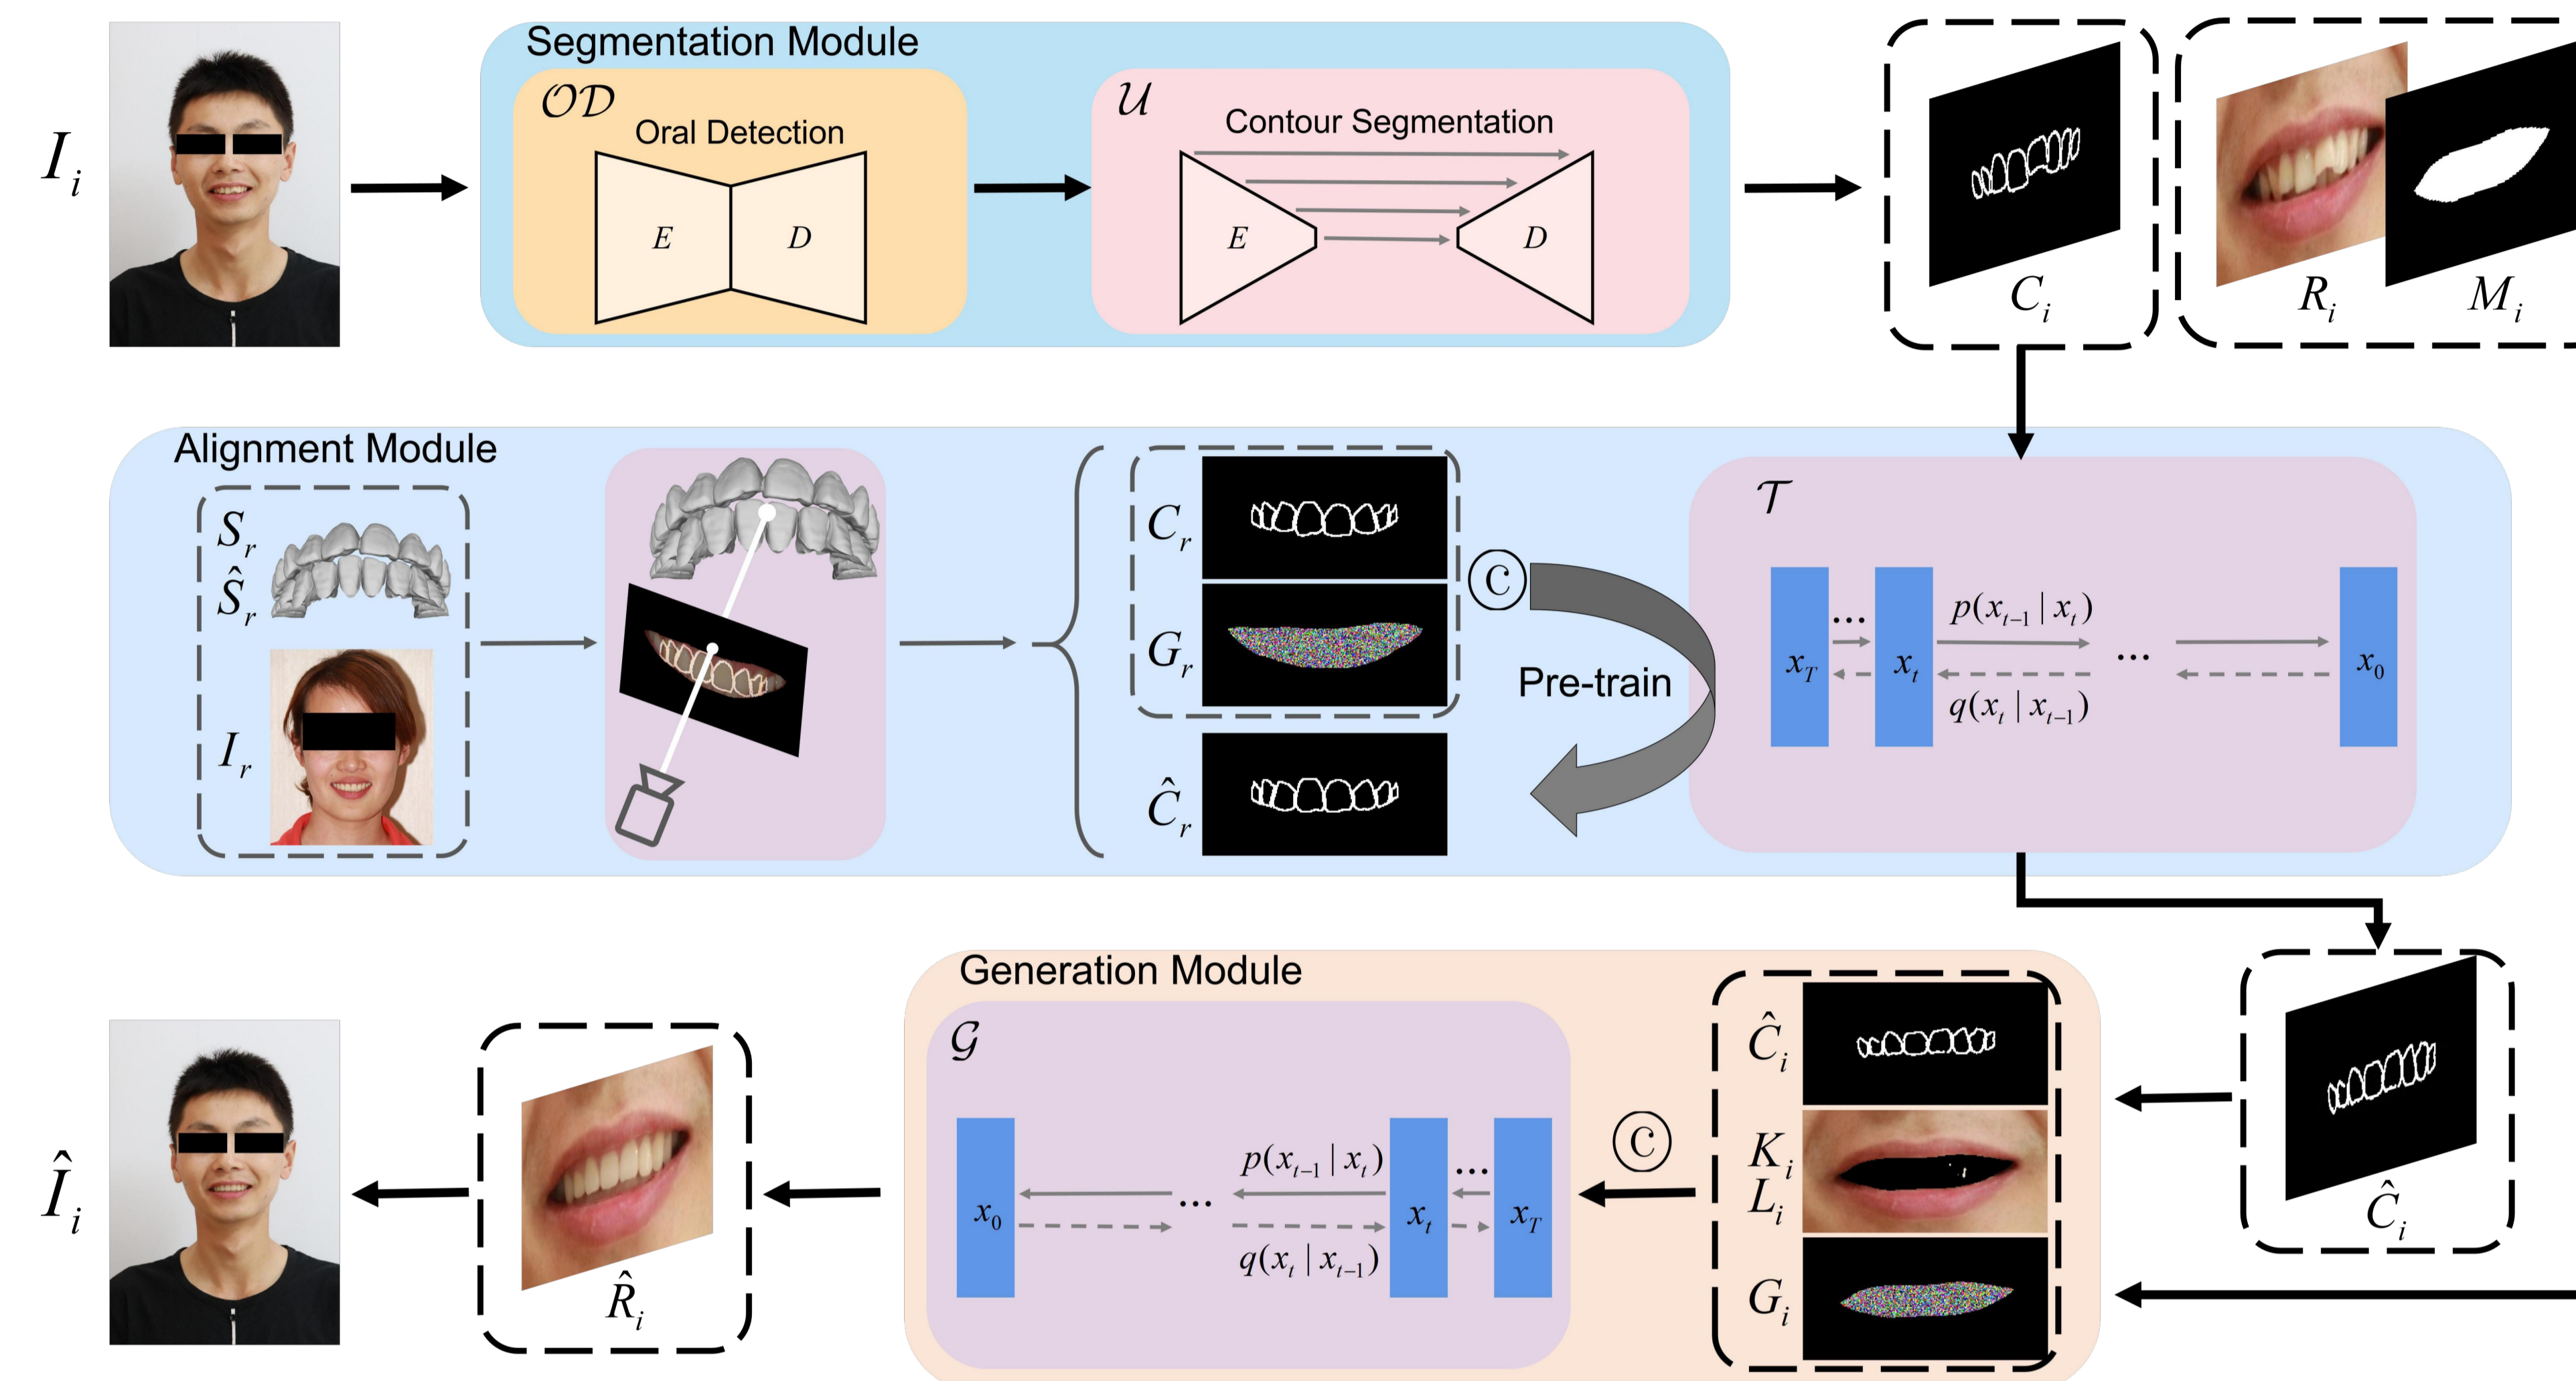 Segmentation Module
𝒪𝒟
Oral Detection
E
D
𝒰
Contour Segmentation
E
D
I_i
C_i
R_i
M_i
Alignment Module
S_r
Ŝ_r
I_r
C_r
G_r
Ĉ_r
©
Pre-train
𝒯
x_T
...
x_t
p(x_{t-1} | x_t)
...
q(x_t | x_{t-1})
x_0
Generation Module
𝒢
x_0
p(x_{t-1} | x_t)
...
q(x_t | x_{t-1})
x_t
...
x_T
©
Ĉ_i
K_i
L_i
G_i
Ĉ_i
R̂_i
Î_i